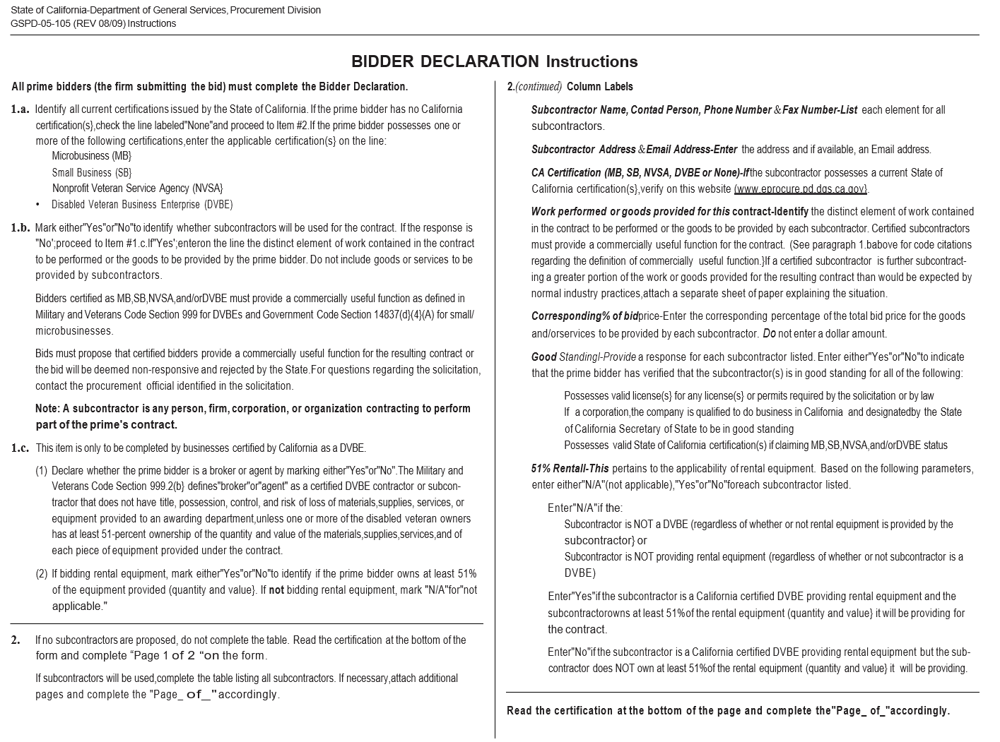 State of California-Department of General Services, Procurement Division
GSPD-05-105 (REV 08/09) Instructions
BIDDER DECLARATION Instructions
All prime bidders (the firm submitting the bid) must complete the Bidder Declaration.
1.a. Identify all current certifications issued by the State of California. If the prime bidder has no California
certification(s},check the line labeled"None"and proceed to Item #2.If the prime bidder possesses one or
more of the following certifications,enter the applicable certification(s} on the line:
Microbusiness (MB}
Small Business (SB}
Nonprofit Veteran Service Agency (NVSA}
• Disabled Veteran Business Enterprise (DVBE)
1.b. Mark either"Yes"or"No"to identify whether subcontractors will be used for the contract. If the response is
"No';proceed to Item #1.c.If"Yes';enteron the line the distinct element of work contained in the contract
to be performed or the goods to be provided by the prime bidder. Do not include goods or services to be
provided by subcontractors.
Bidders certified as MB,SB,NVSA,and/orDVBE must provide a commercially useful function as defined in
Military and Veterans Code Section 999 for DVBEs and Government Code Section 14837(d}(4}(A) for small/
microbusinesses.
Bids must propose that certified bidders provide a commercially useful function for the resulting contract or
the bid will be deemed non-responsive and rejected by the State.For questions regarding the solicitation,
contact the procurement official identified in the solicitation.
Note: A subcontractor is any person, firm, corporation, or organization contracting to perform
part of the prime's contract.
1.c. This item is only to be completed by businesses certified by California as a DVBE.
(1) Declare whether the prime bidder is a broker or agent by marking either"Yes"or"No".The Military and
Veterans Code Section 999.2(b} defines"broker"or"agent" as a certified DVBE contractor or subcon-
tractor that does not have title, possession, control, and risk of loss of materials,supplies, services, or
equipment provided to an awarding department,unless one or more of the disabled veteran owners
has at least 51-percent ownership of the quantity and value of the materials,supplies,services,and of
each piece of equipment provided under the contract.
(2) If bidding rental equipment, mark either"Yes"or"No"to identify if the prime bidder owns at least 51%
of the equipment provided (quantity and value}. If not bidding rental equipment, mark "N/A"for"not
applicable."
2. If no subcontractors are proposed, do not complete the table. Read the certification at the bottom of the
form and complete “Page 1 of 2 “on the form.
If subcontractors will be used,complete the table listing all subcontractors. If necessary,attach additional
pages and complete the "Page_ of_" accordingly.
2.(continued) Column Labels
Subcontractor Name, Contad Person, Phone Number &Fax Number-List each element for all
subcontractors.
Subcontractor Address &Email Address-Enter the address and if available, an Email address.
CA Certification (MB, SB, NVSA, DVBE or None)-If the subcontractor possesses a current State of
California certification(s},verify on this website (www.eprocure.pd.dgs.ca.gov}.
Work performed or goods provided for this contract-Identify the distinct element of work contained
in the contract to be performed or the goods to be provided by each subcontractor. Certified subcontractors
must provide a commercially useful function for the contract. (See paragraph 1.babove for code citations
regarding the definition of commercially useful function.}If a certified subcontractor is further subcontract-
ing a greater portion of the work or goods provided for the resulting contract than would be expected by
normal industry practices,attach a separate sheet of paper explaining the situation.
Corresponding% of bidprice-Enter the corresponding percentage of the total bid price for the goods
and/orservices to be provided by each subcontractor. Do not enter a dollar amount.
Good Standing!-Provide a response for each subcontractor listed. Enter either"Yes"or"No"to indicate
that the prime bidder has verified that the subcontractor(s) is in good standing for all of the following:
Possesses valid license(s} for any license(s} or permits required by the solicitation or by law
If a corporation,the company is qualified to do business in California and designatedby the State
of California Secretary of State to be in good standing
Possesses valid State of California certification(s) if claiming MB,SB,NVSA,and/orDVBE status
51% Rentall-This pertains to the applicability of rental equipment. Based on the following parameters,
enter either"N/A"(not applicable),"Yes"or"No"foreach subcontractor listed.
Enter"N/A"if the:
Subcontractor is NOT a DVBE (regardless of whether or not rental equipment is provided by the
subcontractor} or
Subcontractor is NOT providing rental equipment (regardless of whether or not subcontractor is a
DVBE)
Enter"Yes"if the subcontractor is a California certified DVBE providing rental equipment and the
subcontractorowns at least 51%of the rental equipment (quantity and value} it will be providing for
the contract.
Enter"No"if the subcontractor is a California certified DVBE providing rental equipment but the sub-
contractor does NOT own at least 51%of the rental equipment (quantity and value} it will be providing.
Read the certification at the bottom of the page and complete the"Page_ of_"accordingly.